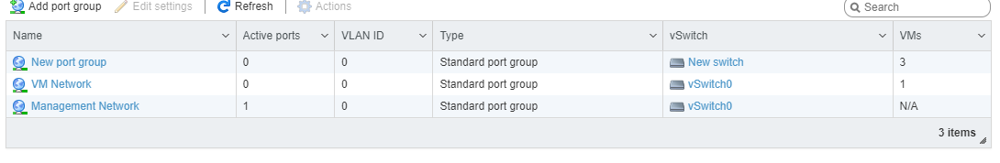 Add port group Edit settings Refresh Actions Search
Name Active ports VLAN ID Type vSwitch VMs
New port group 0 0 Standard port group New switch 3
VM Network 0 0 Standard port group vSwitch0 1
Management Network 1 0 Standard port group vSwitch0 N/A
3 items